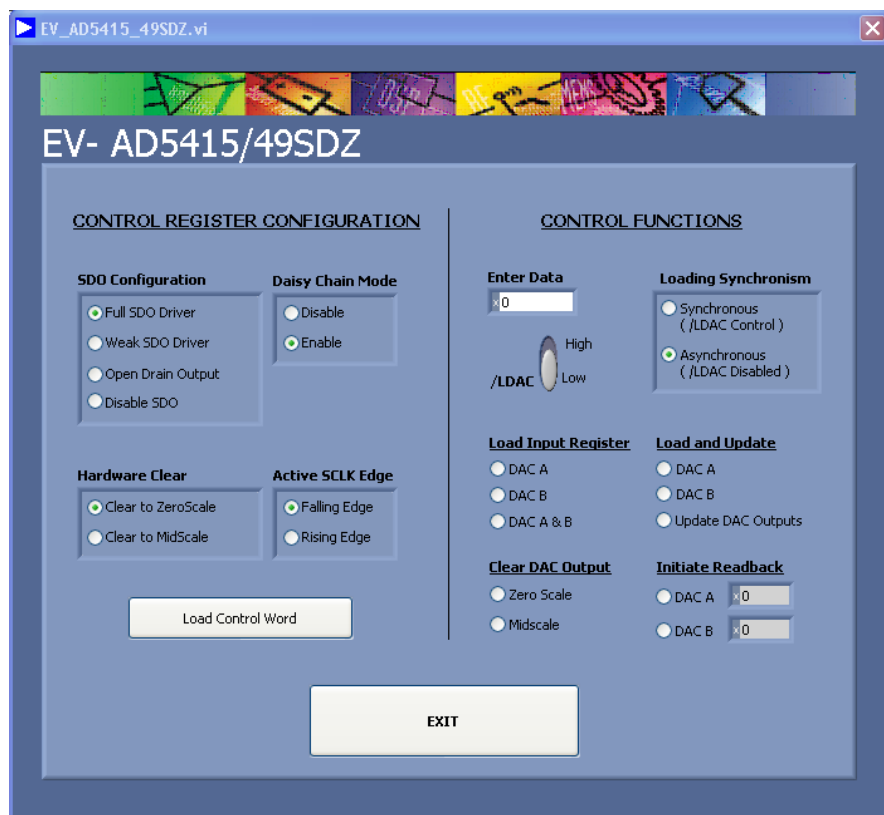 EV_AD5415_49SDZ.vi
EV- AD5415/49SDZ
CONTROL REGISTER CONFIGURATION
SDO Configuration
Full SDO Driver
Weak SDO Driver
Open Drain Output
Disable SDO
Daisy Chain Mode
Disable
Enable
Hardware Clear
Clear to ZeroScale
Clear to MidScale
Active SCLK Edge
Falling Edge
Rising Edge
Load Control Word
CONTROL FUNCTIONS
Enter Data
x0
/LDAC
High
Low
Loading Synchronism
Synchronous
( /LDAC Control )
Asynchronous
( /LDAC Disabled )
Load Input Register
DAC A
DAC B
DAC A & B
Load and Update
DAC A
DAC B
Update DAC Outputs
Clear DAC Output
Zero Scale
Midscale
Initiate Readback
DAC A x0
DAC B x0
EXIT